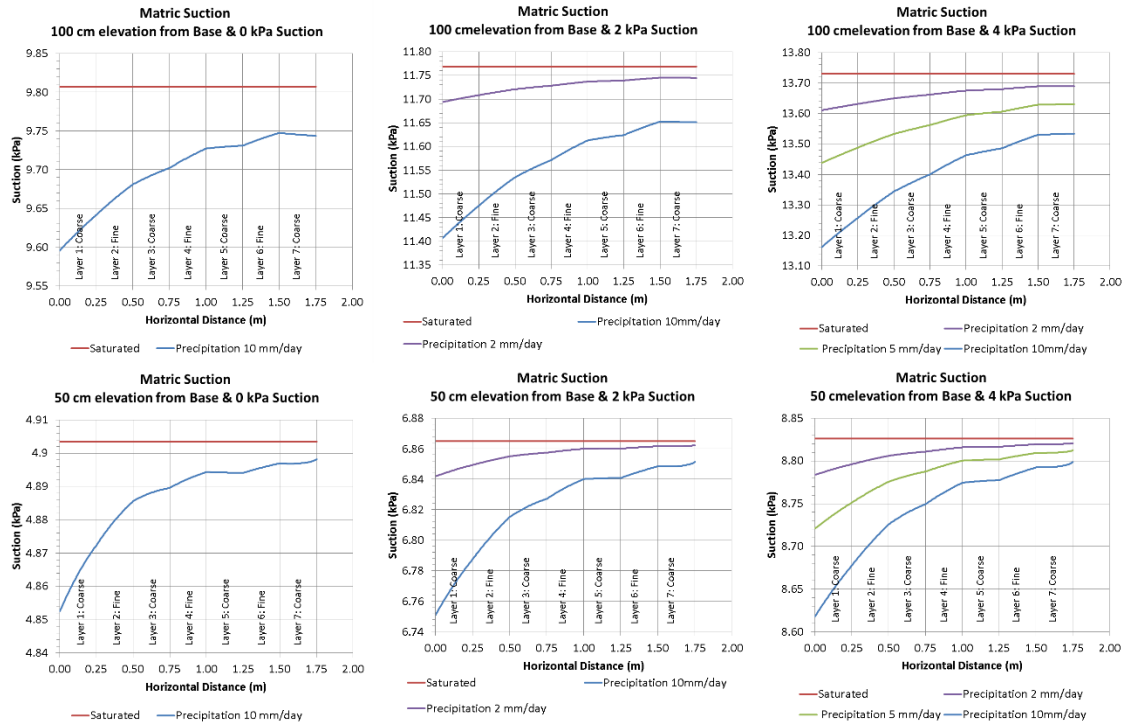 Matric Suction
100 cm elevation from Base & 0 kPa Suction
Suction (kPa)
9.85
9.80
9.75
9.70
9.65
9.60
9.55
Layer 1: Coarse
Layer 2: Fine
Layer 3: Coarse
Layer 4: Fine
Layer 5: Coarse
Layer 6: Fine
Layer 7: Coarse
0.00 0.25 0.50 0.75 1.00 1.25 1.50 1.75 2.00
Horizontal Distance (m)
Saturated Precipitation 10 mm/day
Matric Suction
100 cmelevation from Base & 2 kPa Suction
Suction (kPa)
11.80
11.75
11.70
11.65
11.60
11.55
11.50
11.45
11.40
11.35
Layer 1: Coarse
Layer 2: Fine
Layer 3: Coarse
Layer 4: Fine
Layer 5: Coarse
Layer 6: Fine
Layer 7: Coarse
0.00 0.25 0.50 0.75 1.00 1.25 1.50 1.75 2.00
Horizontal Distance (m)
Saturated Precipitation 10mm/day
Precipitation 2 mm/day
Matric Suction
100 cmelevation from Base & 4 kPa Suction
Suction (kPa)
13.80
13.70
13.60
13.50
13.40
13.30
13.20
13.10
Layer 1: Coarse
Layer 2: Fine
Layer 3: Coarse
Layer 4: Fine
Layer 5: Coarse
Layer 6: Fine
Layer 7: Coarse
0.00 0.25 0.50 0.75 1.00 1.25 1.50 1.75 2.00
Horizontal Distance (m)
Saturated Precipitation 2 mm/day
Precipitation 5 mm/day Precipitation 10mm/day
Matric Suction
50 cm elevation from Base & 0 kPa Suction
Suction (kPa)
4.91
4.9
4.89
4.88
4.87
4.86
4.85
4.84
Layer 1: Coarse
Layer 2: Fine
Layer 3: Coarse
Layer 4: Fine
Layer 5: Coarse
Layer 6: Fine
Layer 7: Coarse
0.00 0.25 0.50 0.75 1.00 1.25 1.50 1.75 2.00
Horizontal Distance (m)
Saturated Precipitation 10 mm/day
Matric Suction
50 cm elevation from Base & 2 kPa Suction
Suction (kPa)
6.88
6.86
6.84
6.82
6.80
6.78
6.76
6.74
Layer 1: Coarse
Layer 2: Fine
Layer 3: Coarse
Layer 4: Fine
Layer 5: Coarse
Layer 6: Fine
Layer 7: Coarse
0.00 0.25 0.50 0.75 1.00 1.25 1.50 1.75 2.00
Horizontal Distance (m)
Saturated Precipitation 10mm/day
Precipitation 2 mm/day
Matric Suction
50 cmelevation from Base & 4 kPa Suction
Suction (kPa)
8.85
8.80
8.75
8.70
8.65
8.60
Layer 1: Coarse
Layer 2: Fine
Layer 3: Coarse
Layer 4: Fine
Layer 5: Coarse
Layer 6: Fine
Layer 7: Coarse
0.00 0.25 0.50 0.75 1.00 1.25 1.50 1.75 2.00
Horizontal Distance (m)
Saturated Precipitation 2 mm/day
Precipitation 5 mm/day Precipitation 10mm/day